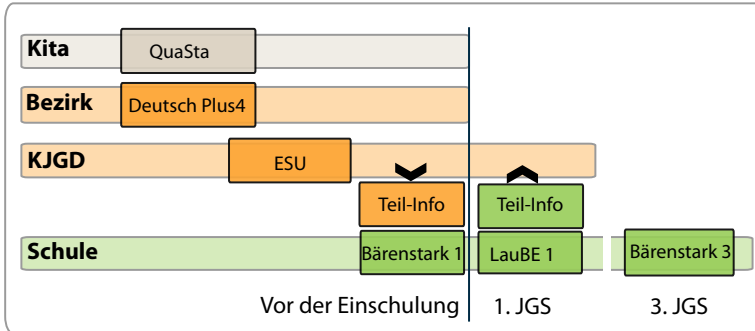 Kita
QuaSta
Bezirk
Deutsch Plus4
KJGD
ESU
Teil-Info
Teil-Info
Schule
Bärenstark 1
LauBE 1
Bärenstark 3
Vor der Einschulung
1. JGS
3. JGS